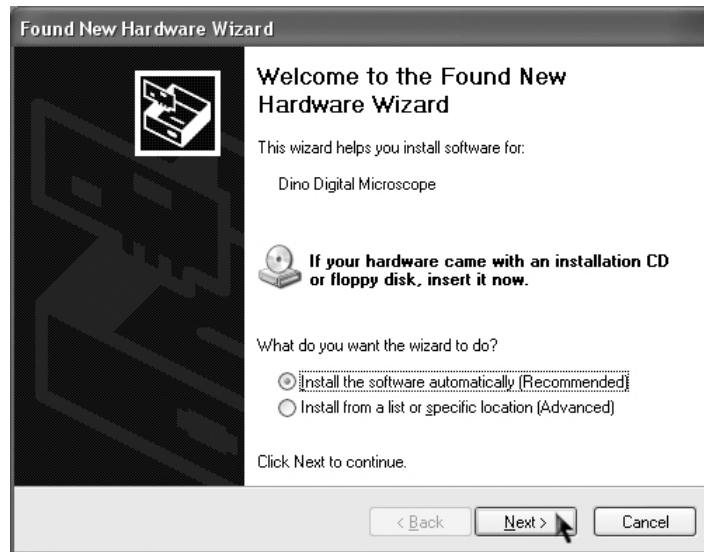 Found New Hardware Wizard
Welcome to the Found New
Hardware Wizard
This wizard helps you install software for:
Dino Digital Microscope
If your hardware came with an installation CD
or floppy disk, insert it now.
What do you want the wizard to do?
Install the software automatically (Recommended)
Install from a list or specific location (Advanced)
Click Next to continue.
< Back Next > Cancel